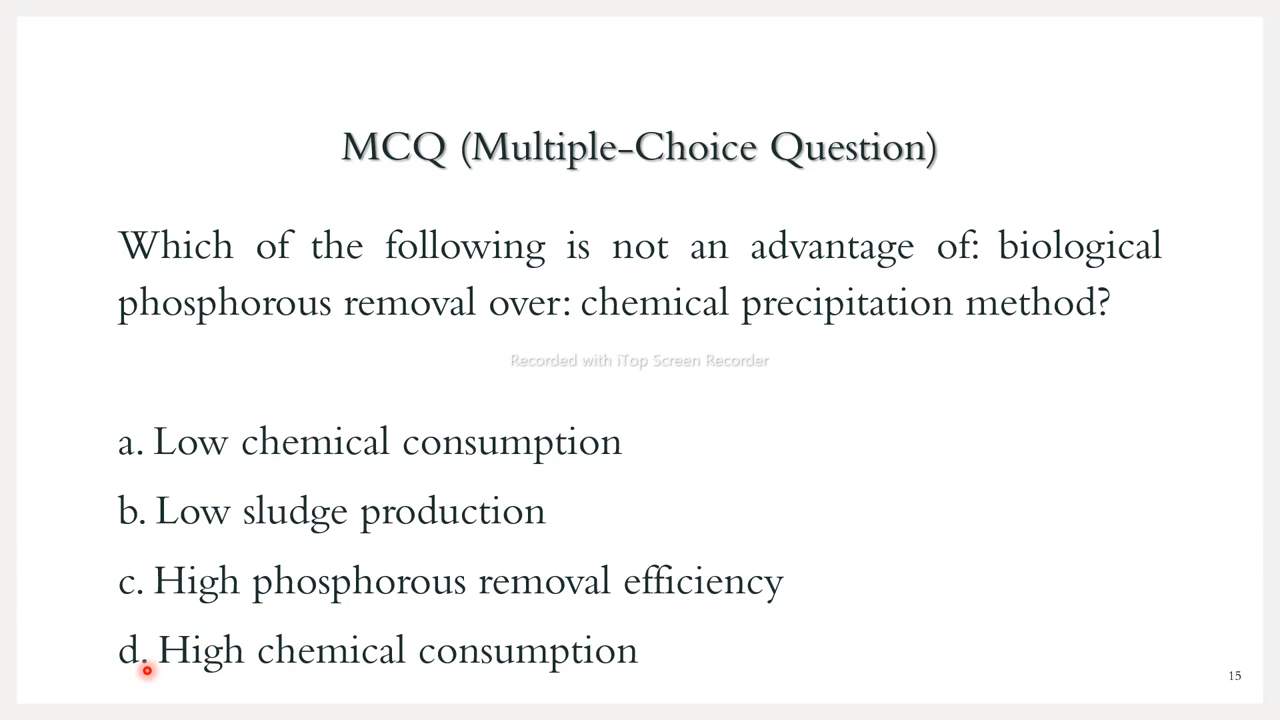 MCQ (Multiple-Choice Question)
Which of the following is not an advantage of: biological
phosphorous removal over: chemical precipitation method?
Recorded with iTop Screen Recorder
a. Low chemical consumption
b. Low sludge production
c. High phosphorous removal efficiency
d. High chemical consumption
15